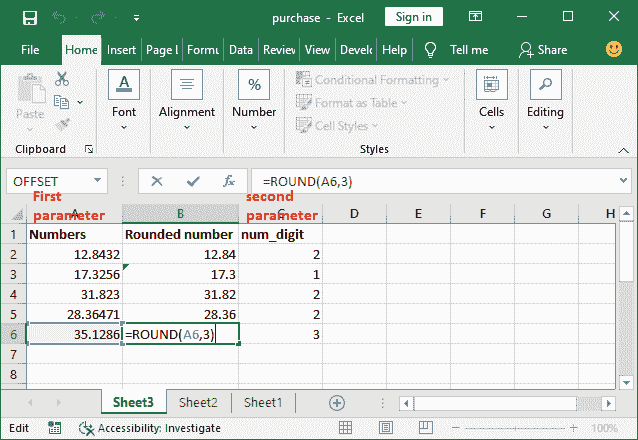 purchase - Excel Sign in
File Home Insert Page L Formu Data Review View Develo Help Tell me Share
Paste Font Alignment Number Conditional Formatting Format as Table Cell Styles Cells Editing
Clipboard Styles
OFFSET fx =ROUND(A6,3)
First parameter second parameter
A B C D E F G H
1 Numbers Rounded number num_digit
2 12.8432 12.84 2
3 17.3256 17.3 1
4 31.823 31.82 2
5 28.36471 28.36 2
6 35.1286 =ROUND(A6,3) 3
7
8
Sheet3 Sheet2 Sheet1
Edit Accessibility: Investigate 100%